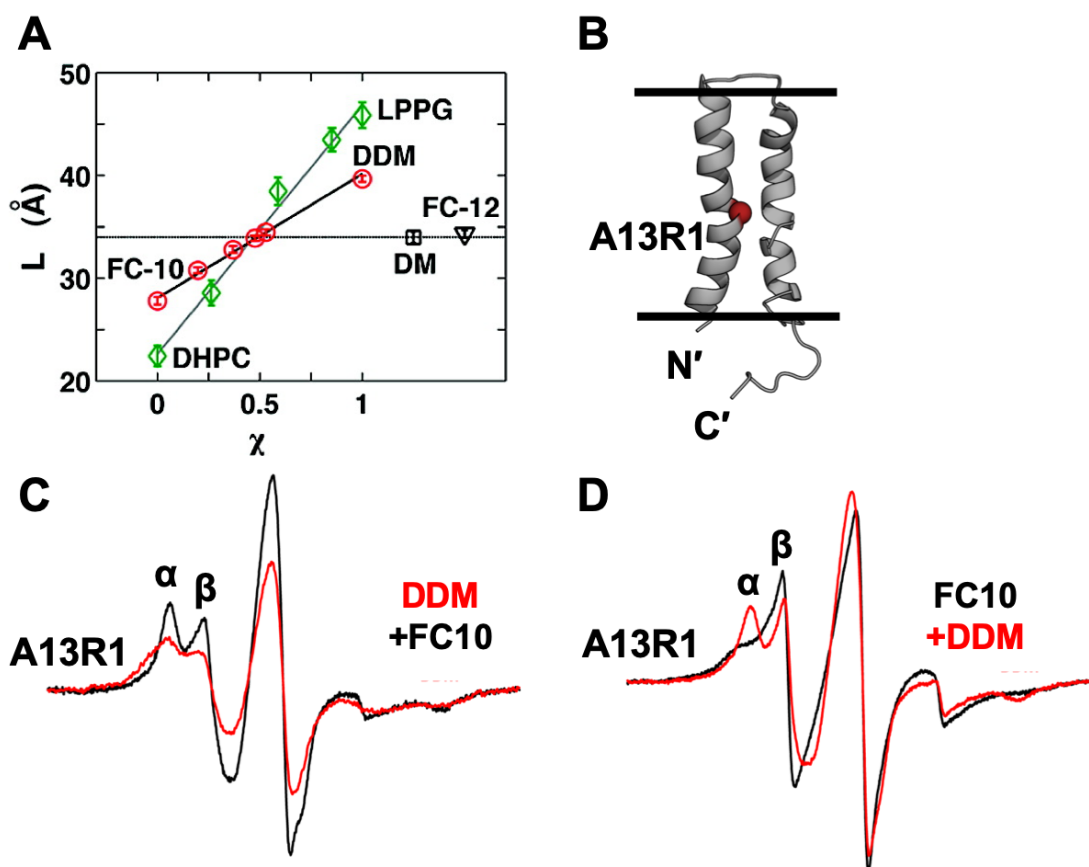 A
50
40
30
20
L (Å)
LPPG
DDM
FC-12
DM
FC-10
DHPC
0
0.5
1
χ
B
A13R1
N′
C′
C
α
β
DDM
+FC10
A13R1
D
α
β
FC10
+DDM
A13R1